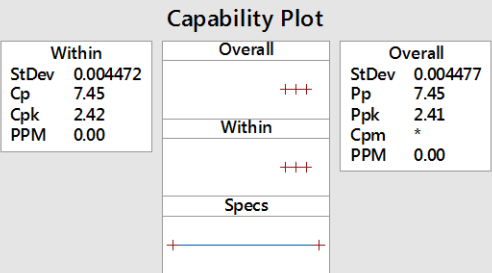 Capability Plot
Within
StDev 0.004472
Cp 7.45
Cpk 2.42
PPM 0.00
Overall
Within
Specs
Overall
StDev 0.004477
Pp 7.45
Ppk 2.41
Cpm *
PPM 0.00